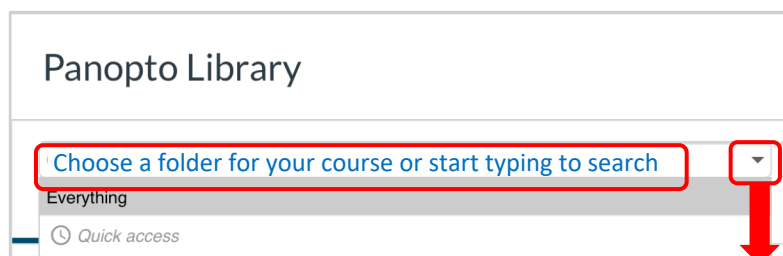 Panopto Library
Choose a folder for your course or start typing to search
Everything
Quick access